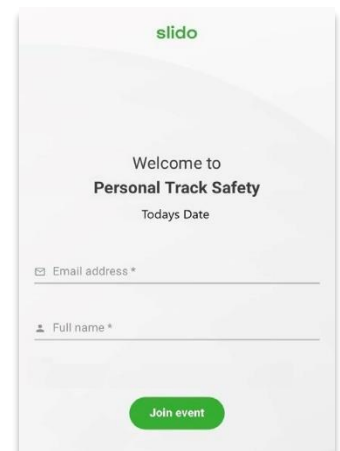 slido
Welcome to
Personal Track Safety
Todays Date
Email address *
Full name *
Join event